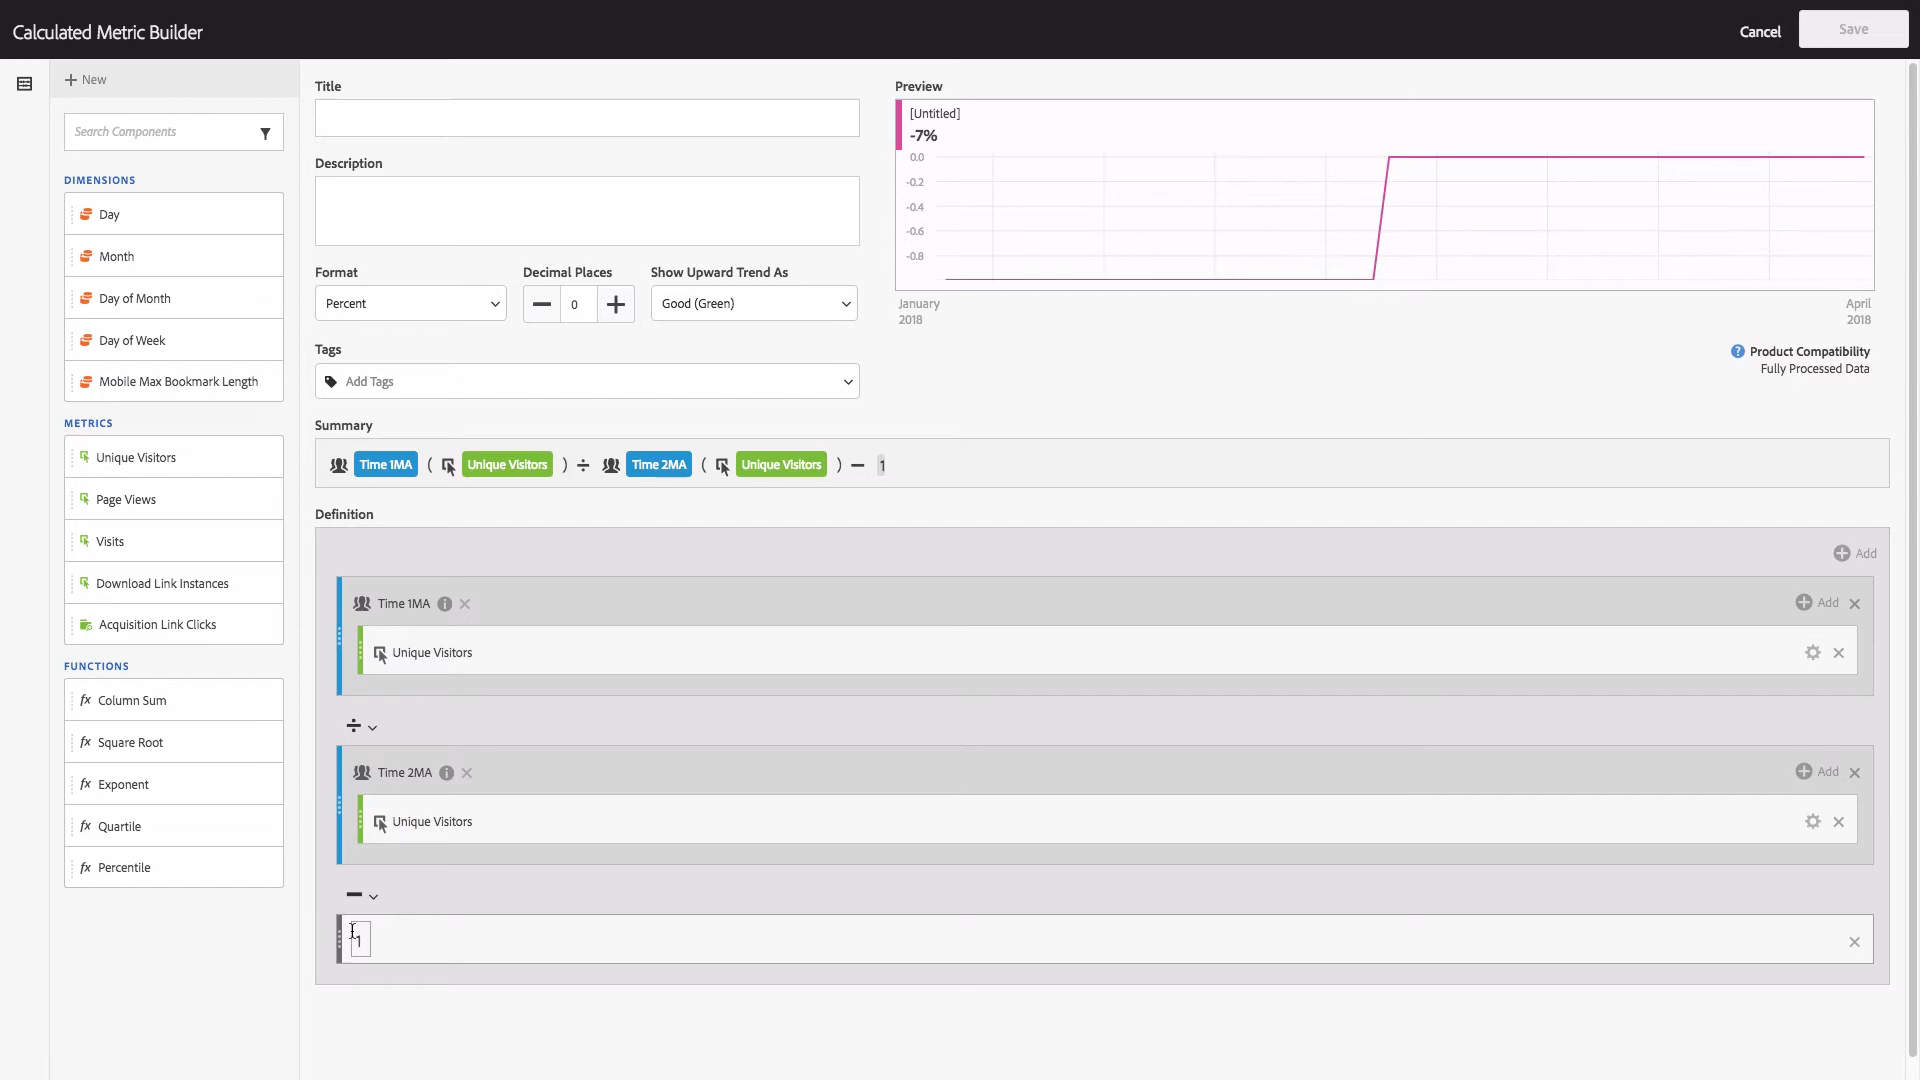 Calculated Metric Builder
Cancel
Save
New
Search Components
DIMENSIONS
Day
Month
Day of Month
Day of Week
Mobile Max Bookmark Length
METRICS
Unique Visitors
Page Views
Visits
Download Link Instances
Acquisition Link Clicks
FUNCTIONS
fx Column Sum
fx Square Root
fx Exponent
fx Quartile
fx Percentile
Title
Description
Format
Percent
Decimal Places
0
Show Upward Trend As
Good (Green)
Tags
Add Tags
Preview
[Untitled]
-7%
0.0
-0.2
-0.4
-0.6
-0.8
January
2018
April
2018
Product Compatibility
Fully Processed Data
Summary
Time 1MA ( Unique Visitors ) ÷ Time 2MA ( Unique Visitors ) − 1
Definition
Add
Time 1MA
Add
Unique Visitors
÷
Time 2MA
Add
Unique Visitors
−
1